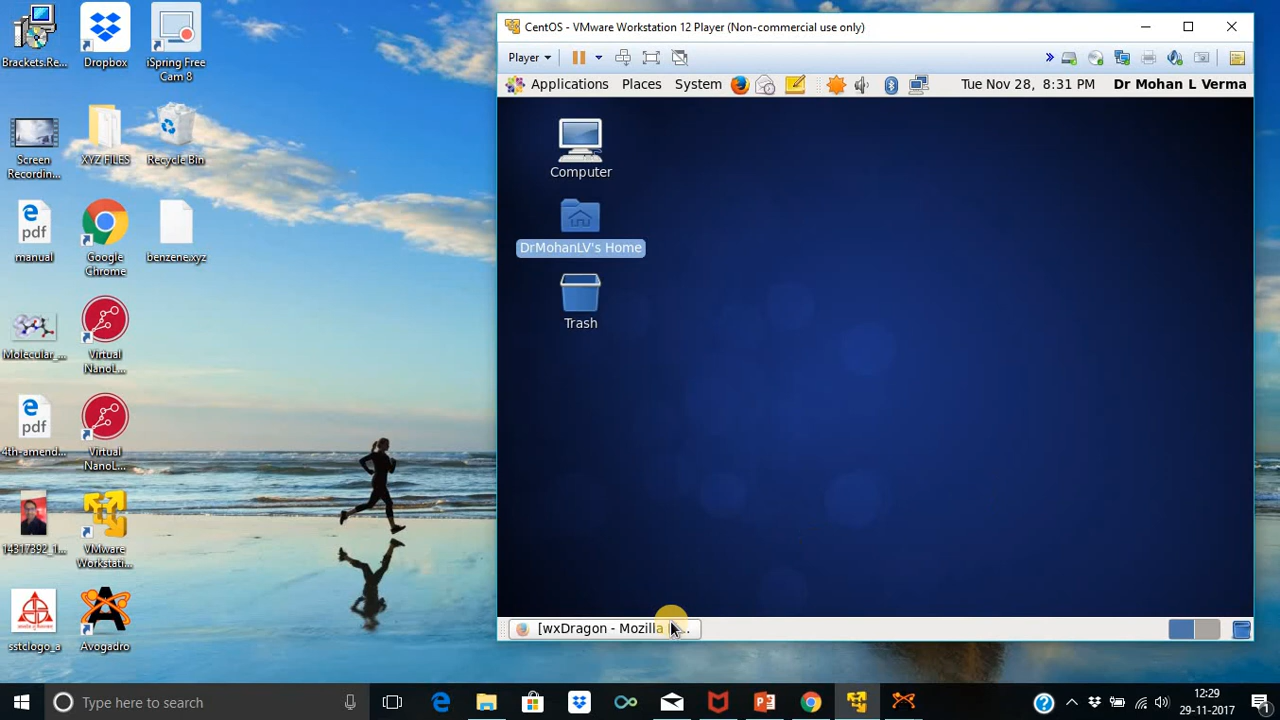 Brackets.Re...
Dropbox
iSpring Free
Cam 8
Screen
Recordin...
XYZ FILES
Recycle Bin
pdf
manual
Google
Chrome
benzene.xyz
Molecular_...
Virtual
NanoL...
pdf
4th-amend...
Virtual
NanoL...
14317392_1...
VMware
Workstati...
sstclogo_a
Avogadro
CentOS - VMware Workstation 12 Player (Non-commercial use only)
Player
Applications Places System Tue Nov 28, 8:31 PM Dr Mohan L Verma
Computer
DrMohanLV's Home
Trash
[wxDragon - Mozilla
Type here to search
12:29
29-11-2017
1